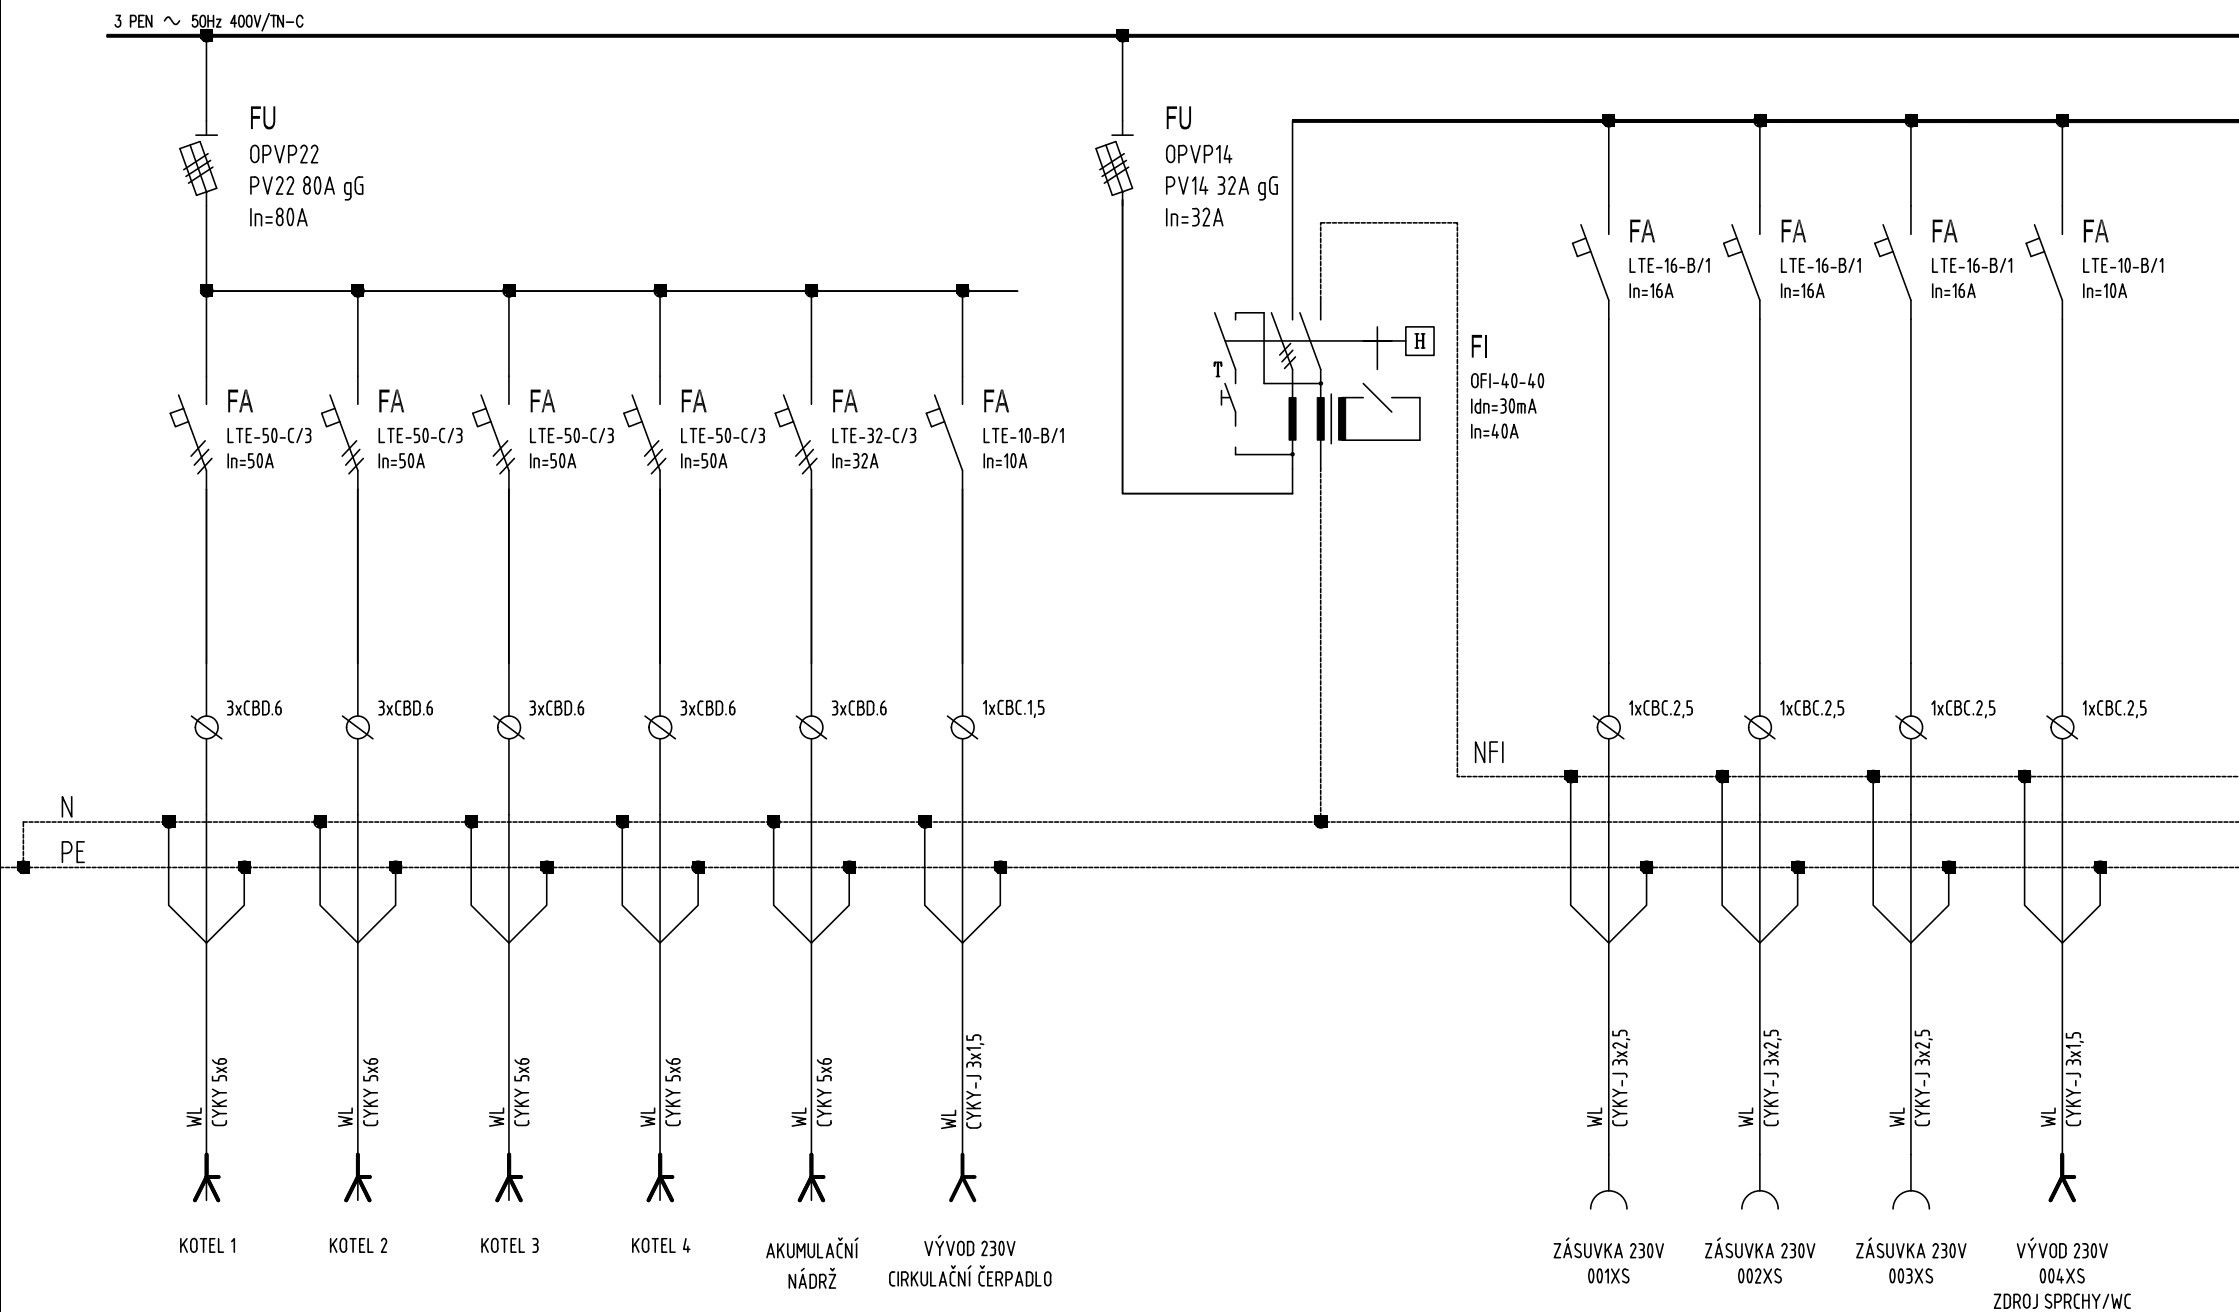 3 PEN ~ 50Hz 400V/TN-C
FU
OPVP22
PV22 80A gG
In=80A
FU
OPVP14
PV14 32A gG
In=32A
FA
LTE-16-B/1
In=16A
FA
LTE-16-B/1
In=16A
FA
LTE-16-B/1
In=16A
FA
LTE-10-B/1
In=10A
T
H
FI
OFI-40-40
Idn=30mA
In=40A
FA
LTE-50-C/3
In=50A
FA
LTE-50-C/3
In=50A
FA
LTE-50-C/3
In=50A
FA
LTE-50-C/3
In=50A
FA
LTE-32-C/3
In=32A
FA
LTE-10-B/1
In=10A
3xCBD.6
3xCBD.6
3xCBD.6
3xCBD.6
3xCBD.6
1xCBC.1,5
1xCBC.2,5
1xCBC.2,5
1xCBC.2,5
1xCBC.2,5
NFI
N
PE
WL
CYKY 5x6
WL
CYKY 5x6
WL
CYKY 5x6
WL
CYKY 5x6
WL
CYKY 5x6
WL
CYKY-J 3x1,5
WL
CYKY-J 3x2,5
WL
CYKY-J 3x2,5
WL
CYKY-J 3x2,5
WL
CYKY-J 3x1,5
KOTEL 1
KOTEL 2
KOTEL 3
KOTEL 4
AKUMULAČNÍ
NÁDRŽ
VÝVOD 230V
CIRKULAČNÍ ČERPADLO
ZÁSUVKA 230V
001XS
ZÁSUVKA 230V
002XS
ZÁSUVKA 230V
003XS
VÝVOD 230V
004XS
ZDROJ SPRCHY/WC